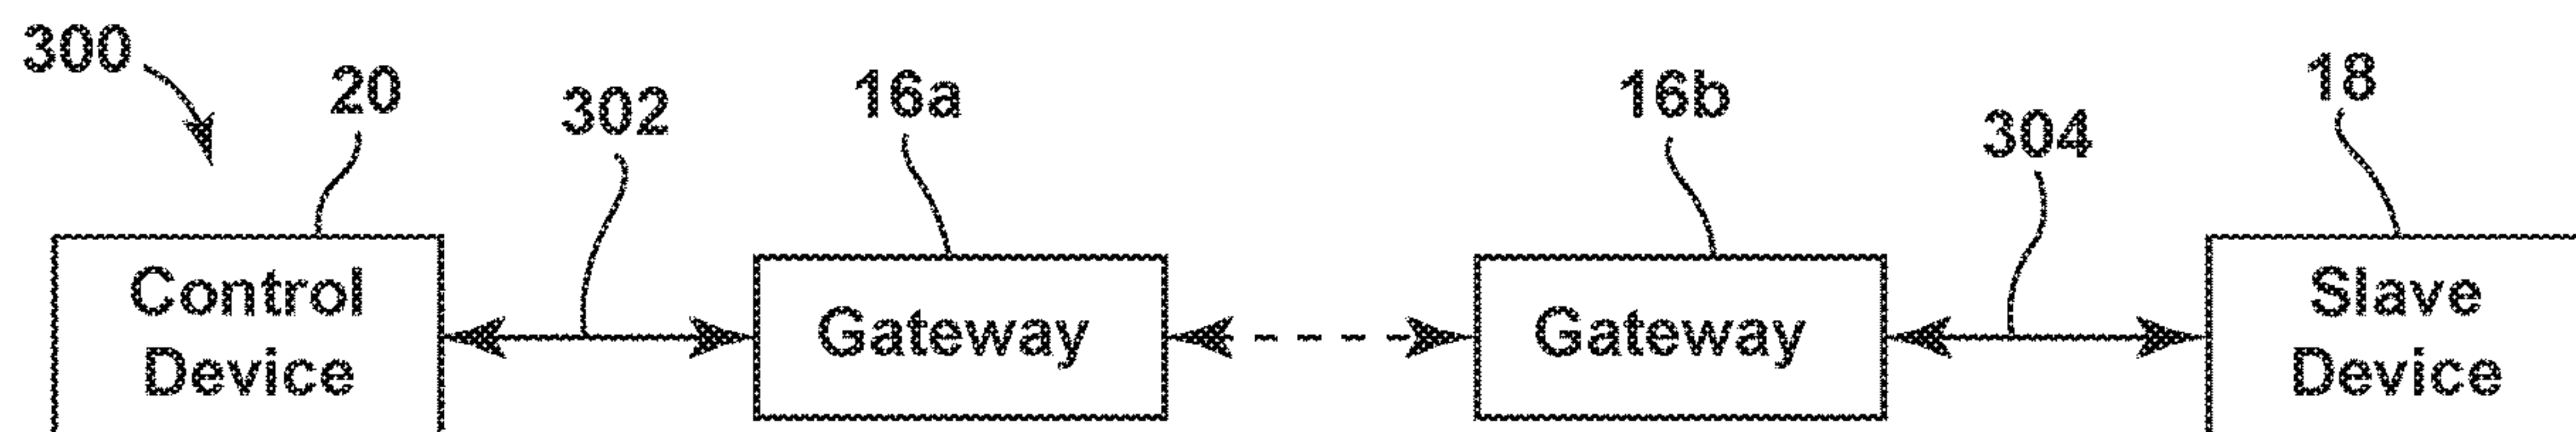 300
20
302
16a
16b
304
18
Control
Device
Gateway
Gateway
Slave
Device